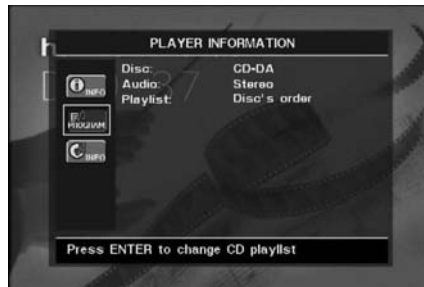 PLAYER INFORMATION
Disc: CD-DA
INFO
Audio: Stereo
Playlist: Disc's order
PROGRAM
INFO
Press ENTER to change CD playlist